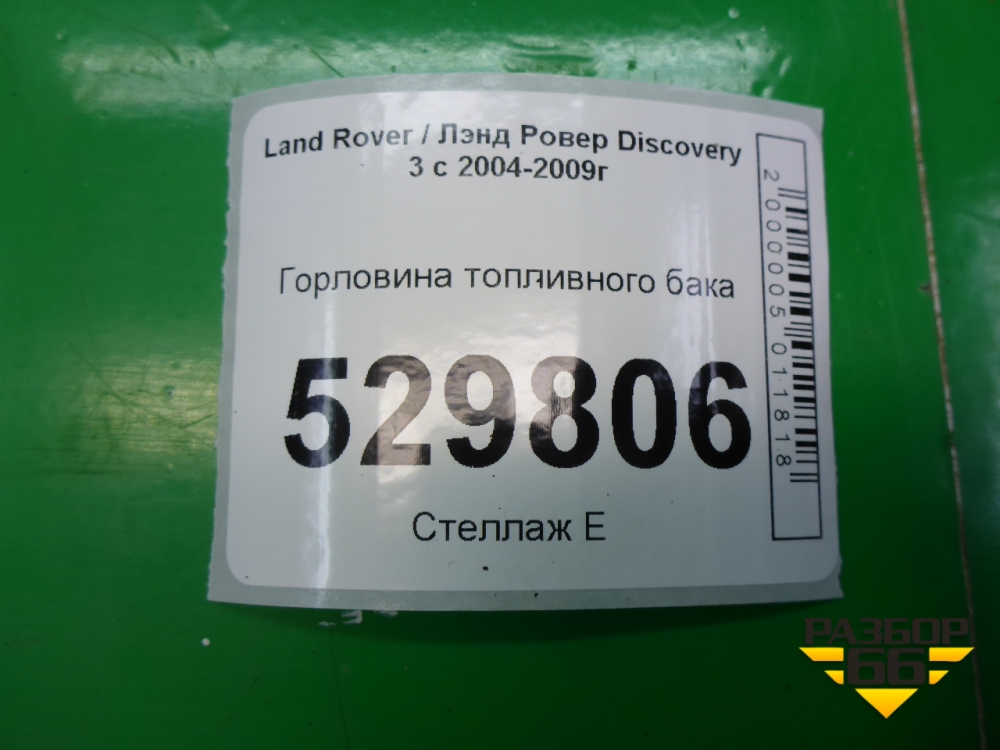 Land Rover / Лэнд Ровер Discovery
3 с 2004-2009г
Горловина топливного бака
529806
Стеллаж Е
2000005011818
РАЗБОР
66